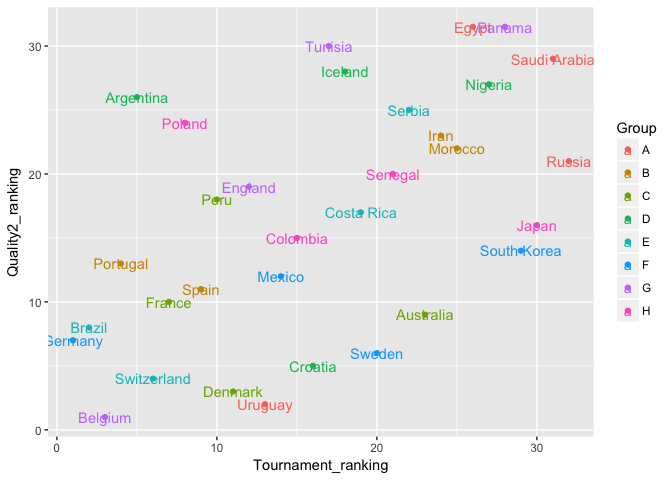 Egypt Panama
30 Tunisia
Saudi Arabia
Iceland
Nigeria
Argentina
Serbia
Poland
Iran
Morocco
Russia
20 Senegal
England
Peru
Costa Rica
Japan
Colombia
South Korea
Portugal
Mexico
Spain
10 France
Australia
Brazil
Germany
Sweden
Croatia
Switzerland
Denmark
Uruguay
Belgium
0
0 10 20 30
Tournament_ranking
Quality2_ranking
Group
a A
a B
a C
a D
a E
a F
a G
a H